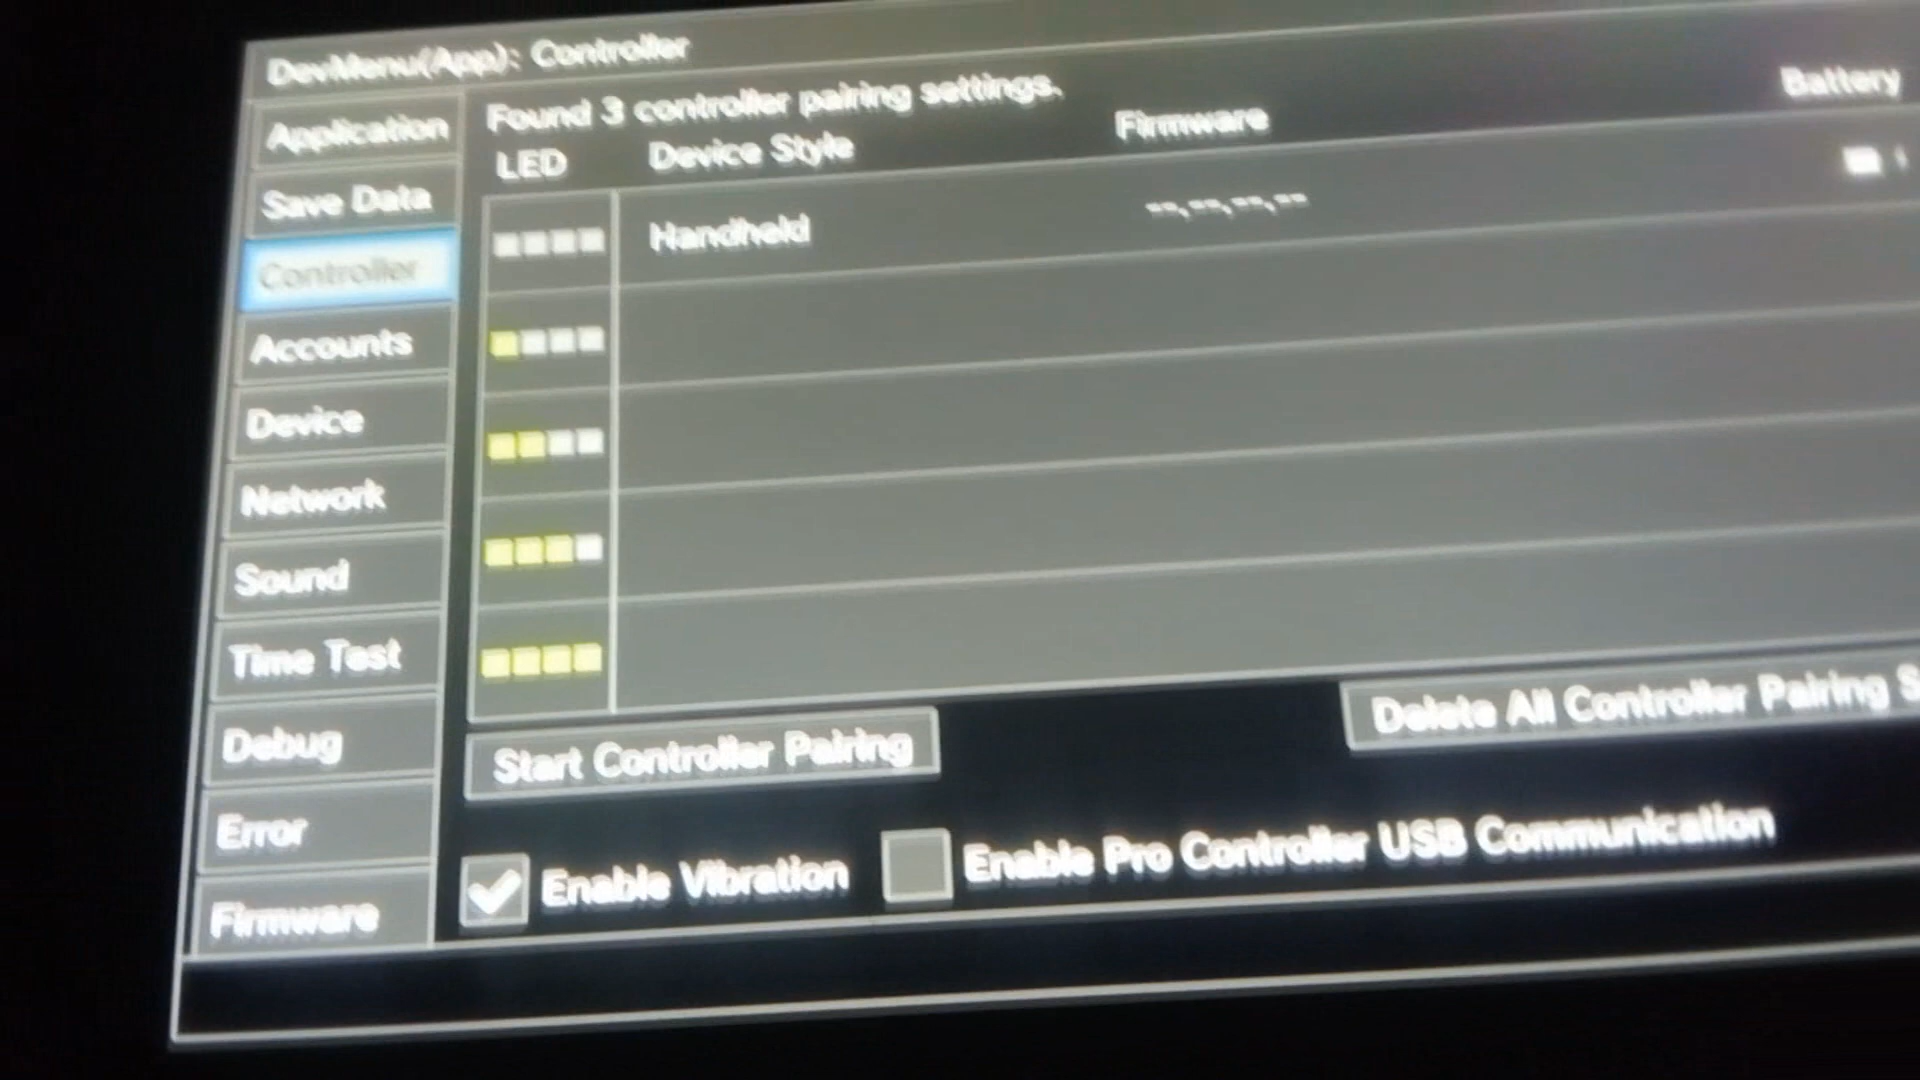 DevMenu(App): Controller
Application
Save Data
Controller
Accounts
Device
Network
Sound
Time Test
Debug
Error
Firmware
Found 3 controller pairing settings.
LED Device Style Firmware Battery
Handheld --.--.--.--
Start Controller Pairing
Delete All Controller Pairing S
Enable Vibration
Enable Pro Controller USB Communication